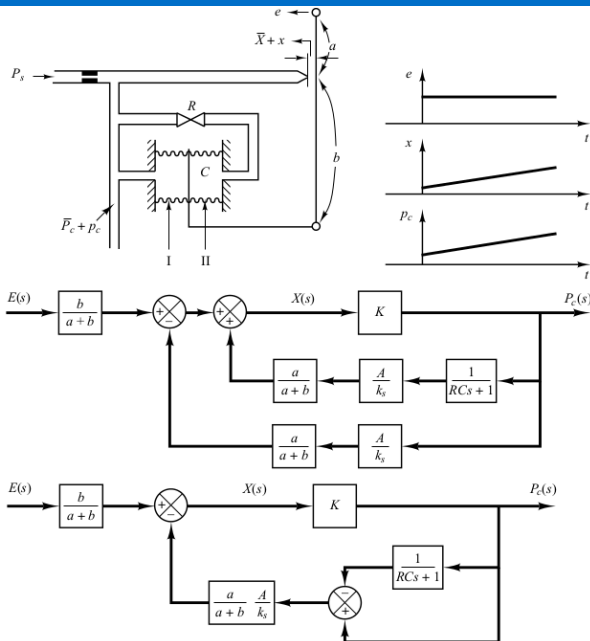 e
X̄ + x
a
P_s
R
b
C
P̄_c + p_c
I II
e
t
x
t
p_c
t
E(s) b/(a + b) + − + + X(s) K P_c(s)
a/(a + b) A/k_s 1/(RCs + 1)
a/(a + b) A/k_s
E(s) b/(a + b) + − X(s) K P_c(s)
1/(RCs + 1)
a/(a + b) A/k_s − +